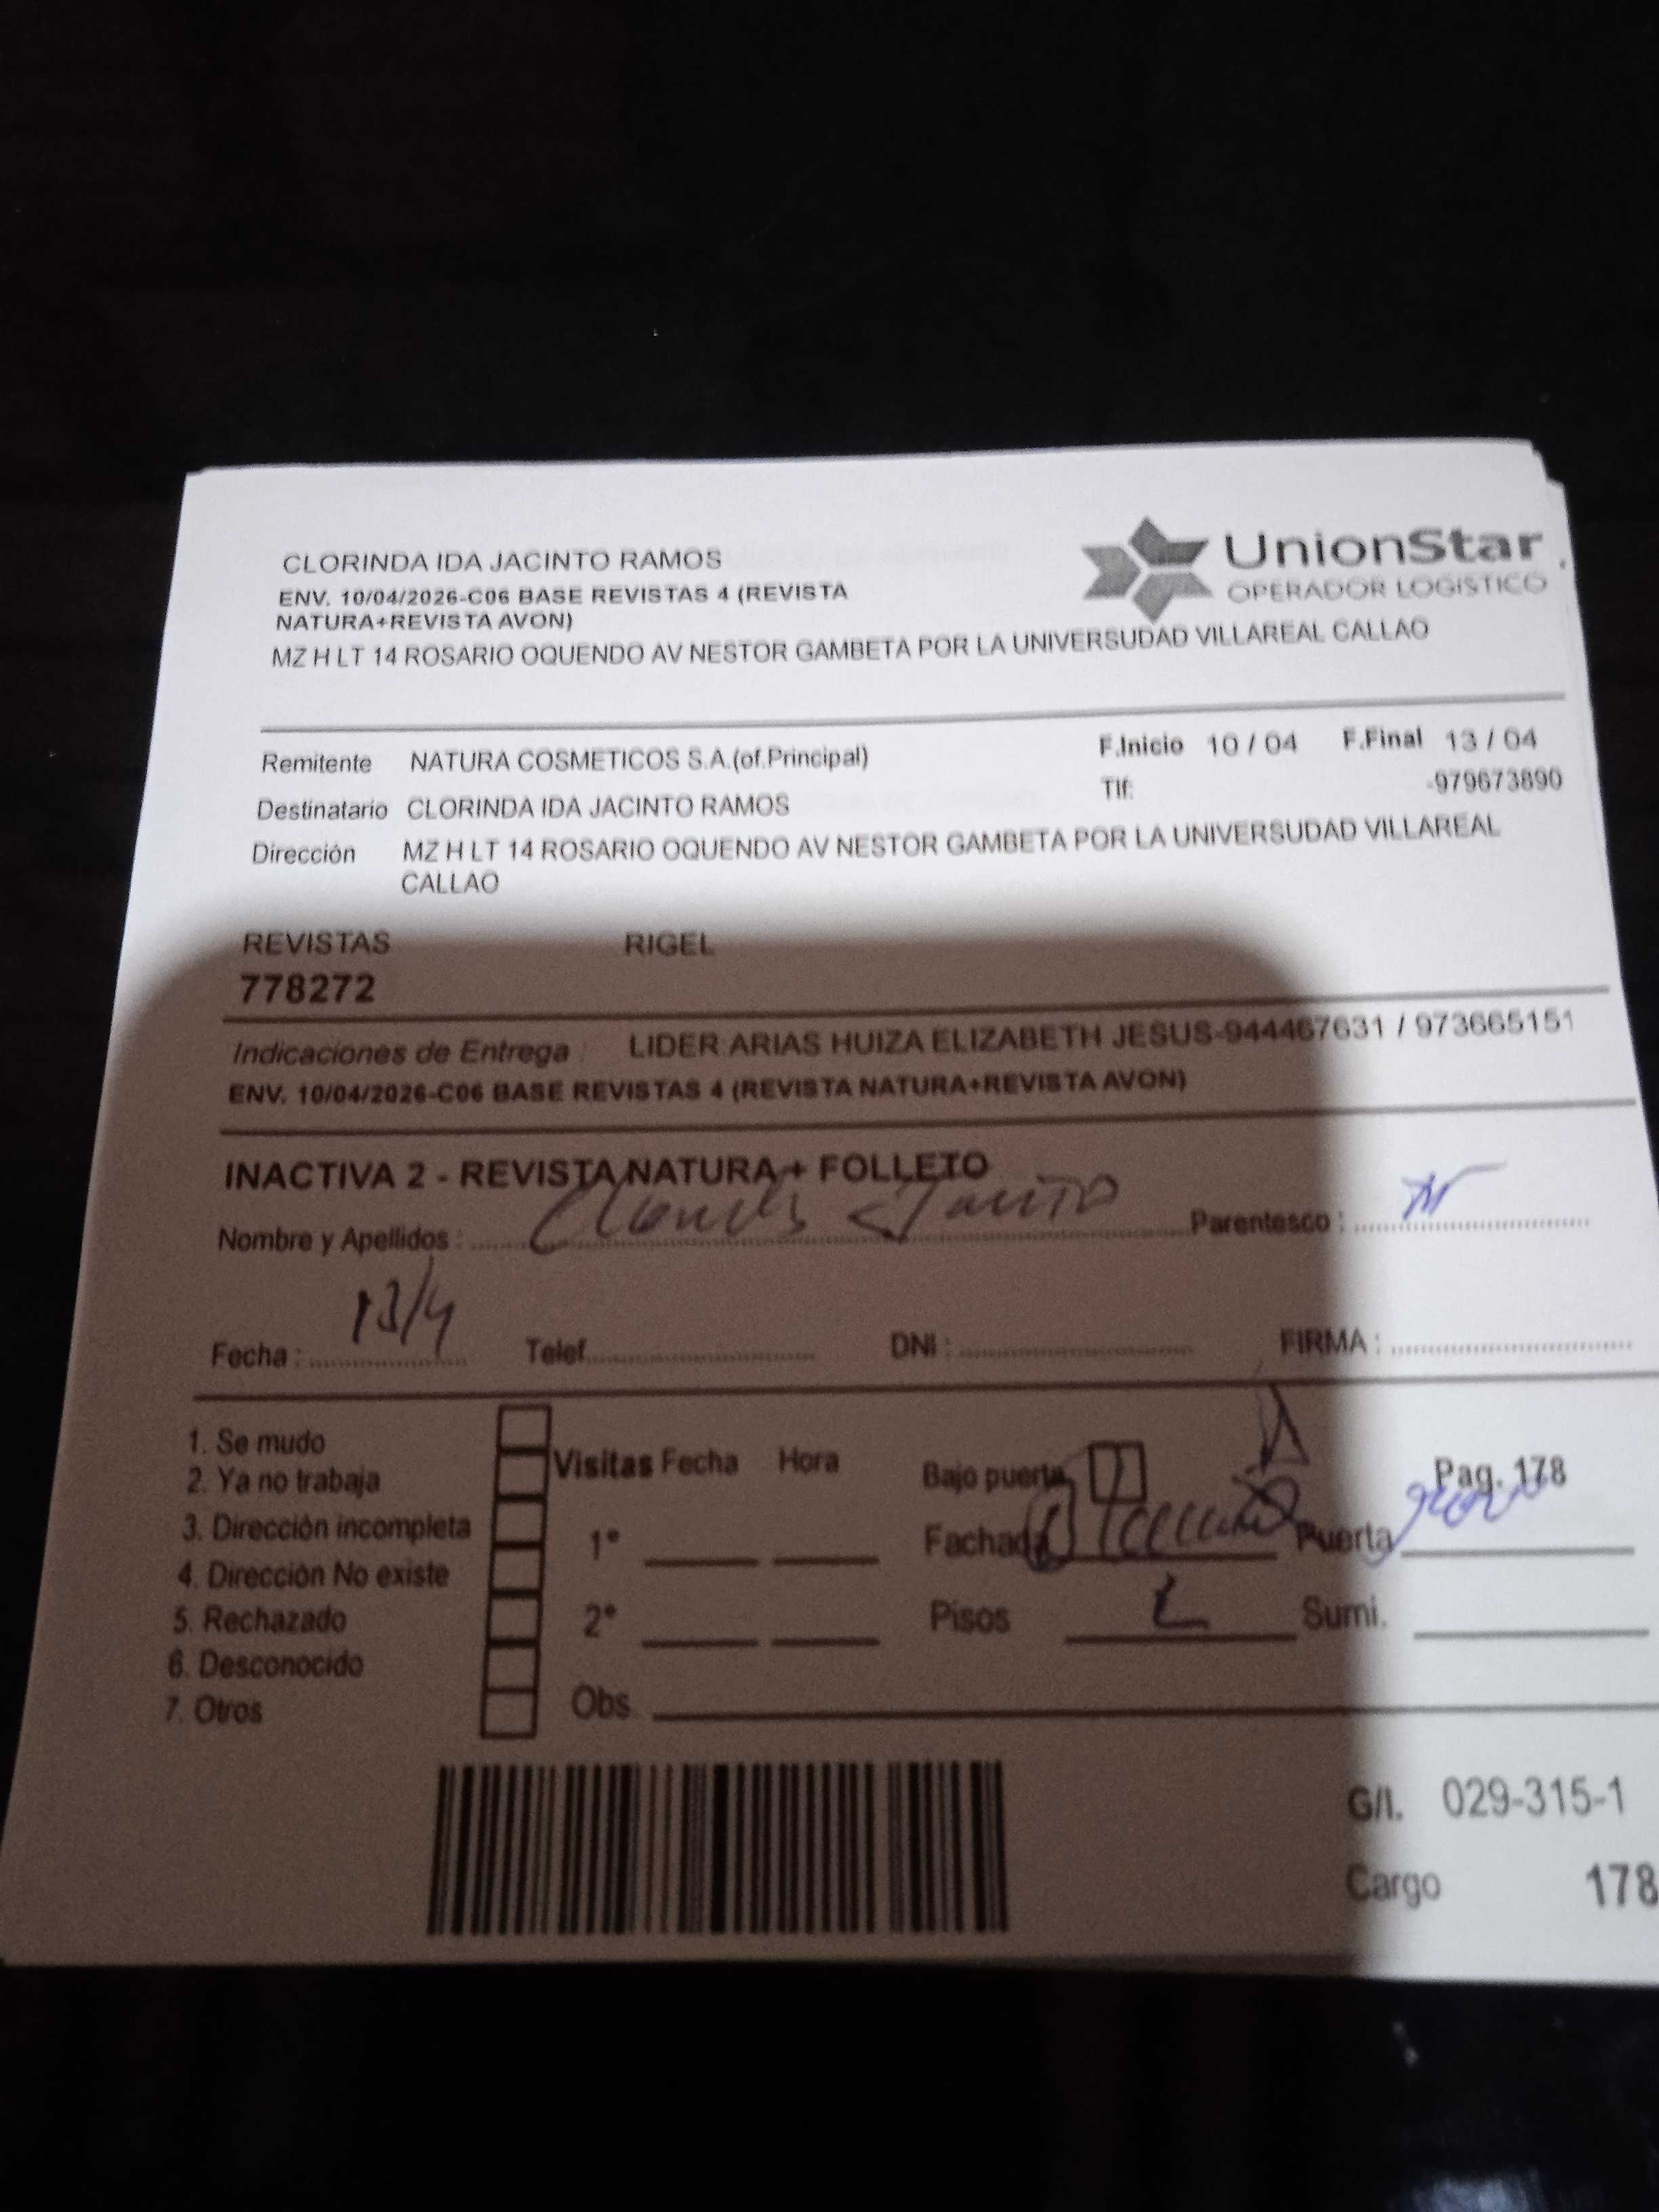 CLORINDA IDA JACINTO RAMOS
ENV. 10/04/2026-C06 BASE REVISTAS 4 (REVISTA
NATURA+REVISTA AVON)
MZ H LT 14 ROSARIO OQUENDO AV NESTOR GAMBETA POR LA UNIVERSUDAD VILLAREAL CALLAO
UnionStar
OPERADOR LOGÍSTICO
Remitente NATURA COSMETICOS S.A.(of.Principal)
F.Inicio 10 / 04 F.Final 13 / 04
Destinatario CLORINDA IDA JACINTO RAMOS
Tlf: -979673890
Dirección MZ H LT 14 ROSARIO OQUENDO AV NESTOR GAMBETA POR LA UNIVERSUDAD VILLAREAL
CALLAO
REVISTAS RIGEL
778272
Indicaciones de Entrega : LIDER ARIAS HUIZA ELIZABETH JESUS-944467631 / 973665151
ENV. 10/04/2026-C06 BASE REVISTAS 4 (REVISTA NATURA+REVISTA AVON)
INACTIVA 2 - REVISTA NATURA + FOLLETO
Nombre y Apellidos : Parentesco :
Fecha : 13/4 Telef. DNI : FIRMA :
1. Se mudo
2. Ya no trabaja
3. Dirección incompleta
4. Dirección No existe
5. Rechazado
6. Desconocido
7. Otros
Visitas Fecha Hora
1°
2°
Obs.
Bajo puerta Pag. 178
Fachada Puerta
Pisos Sumi.
G/I. 029-315-1
Cargo 178